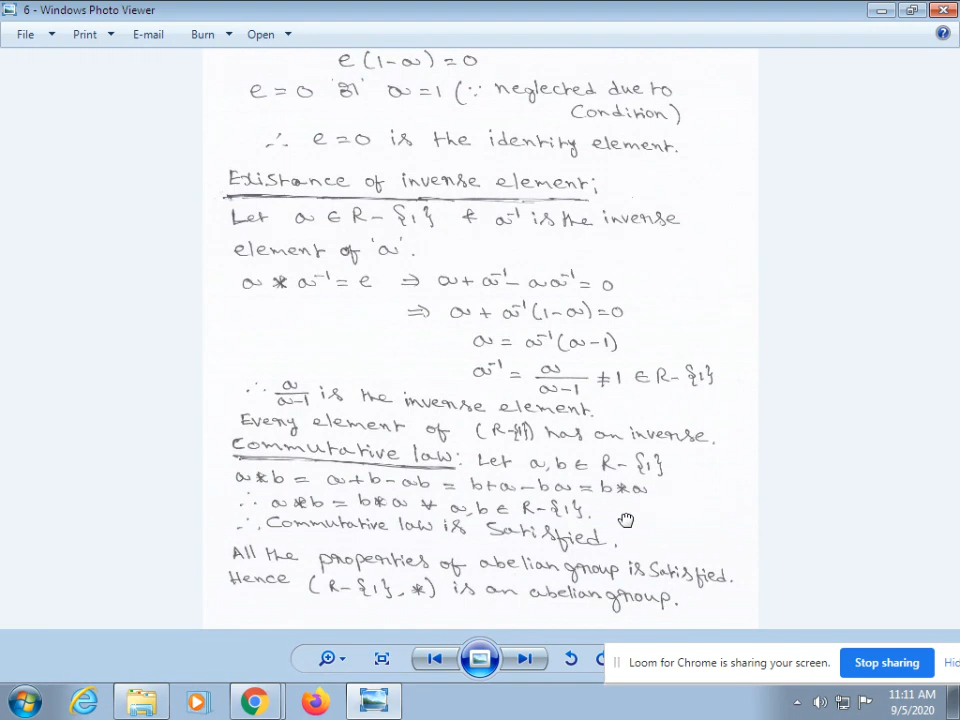 6 - Windows Photo Viewer
File Print E-mail Burn Open
e(1-a)=0
e=0 'or' a=1 (∵ neglected due to
Condition)
∴ e=0 is the identity element.
Existance of inverse element;
Let a ∈ R-{1} & a⁻¹ is the inverse
element of 'a'.
a * a⁻¹ = e ⇒ a+a⁻¹-aa⁻¹=0
⇒ a+a⁻¹(1-a)=0
a = a⁻¹(a-1)
a⁻¹ = a/(a-1) ≠1 ∈ R-{1}
∴ a/(a-1) is the inverse element.
Every element of (R-{1}) has an inverse.
Commutative law: Let a,b ∈ R-{1}
a*b = a+b-ab = b+a-ba = b*a
∴ a*b = b*a ∀ a,b ∈ R-{1}.
∴ Commutative law is Satisfied.
All the properties of abelian group is Satisfied.
Hence (R-{1}, *) is an abelian group.
Loom for Chrome is sharing your screen. Stop sharing Hid
11:11 AM
9/5/2020